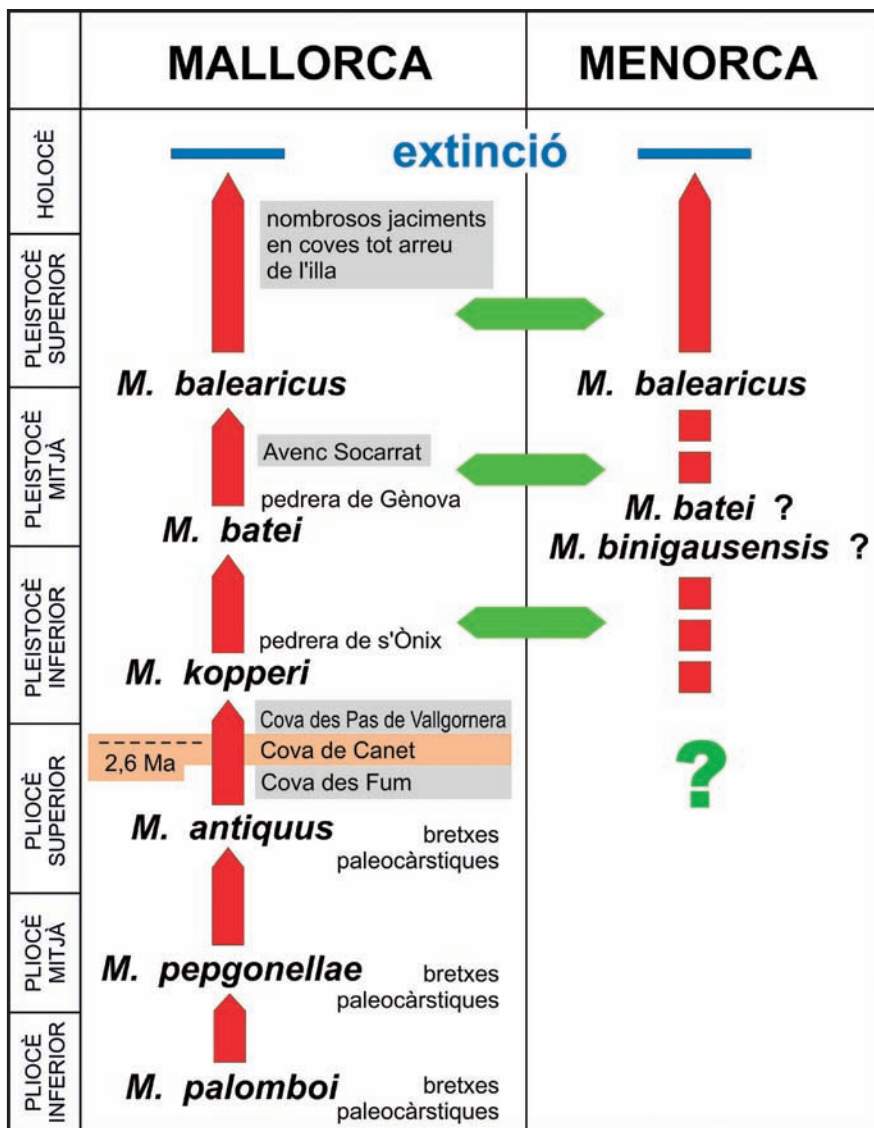 MALLORCA
MENORCA
HOLOCÈ
extinció
nombrosos jaciments
en coves tot arreu
de l'illa
PLEISTOCÈ
SUPERIOR
M. balearicus
M. balearicus
PLEISTOCÈ
MITJÀ
Avenc Socarrat
pedrera de Gènova
M. batei
M. batei ?
M. binigausensis ?
PLEISTOCÈ
INFERIOR
pedrera de s'Ònix
M. kopperi
Cova des Pas de Vallgornera
Cova de Canet
2,6 Ma
Cova des Fum
?
PLIOCÈ
SUPERIOR
M. antiquus
bretxes
paleocàrstiques
PLIOCÈ
MITJÀ
M. pepgonellae
bretxes
paleocàrstiques
PLIOCÈ
INFERIOR
M. palomboi
bretxes
paleocàrstiques